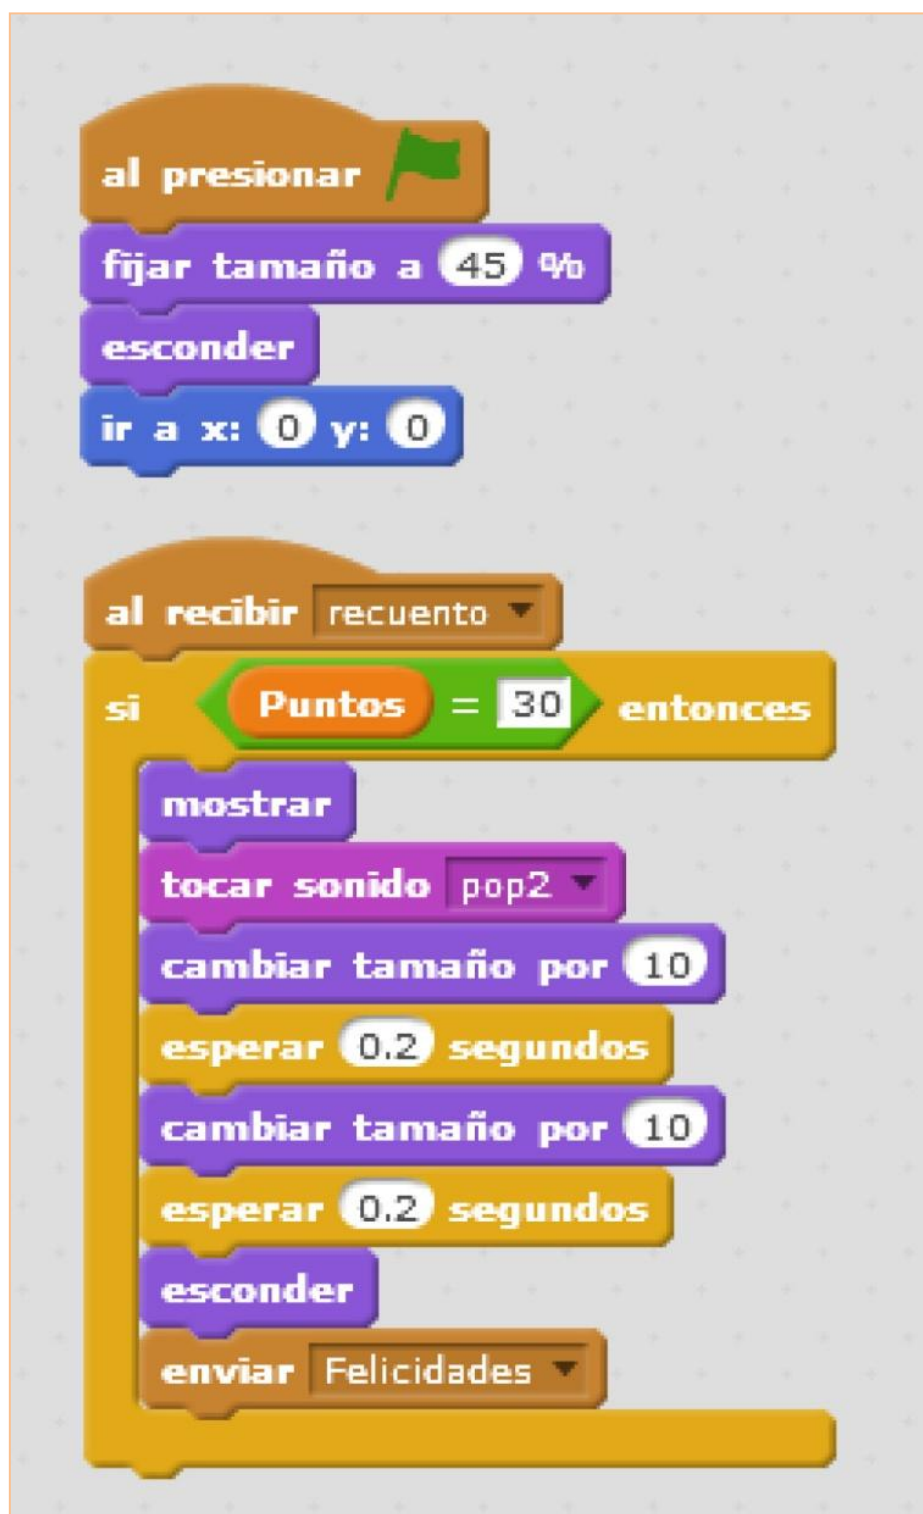 al presionar
fijar tamaño a 45 %
esconder
ir a x: 0 y: 0
al recibir recuento
si Puntos = 30 entonces
mostrar
tocar sonido pop2
cambiar tamaño por 10
esperar 0.2 segundos
cambiar tamaño por 10
esperar 0.2 segundos
esconder
enviar Felicidades